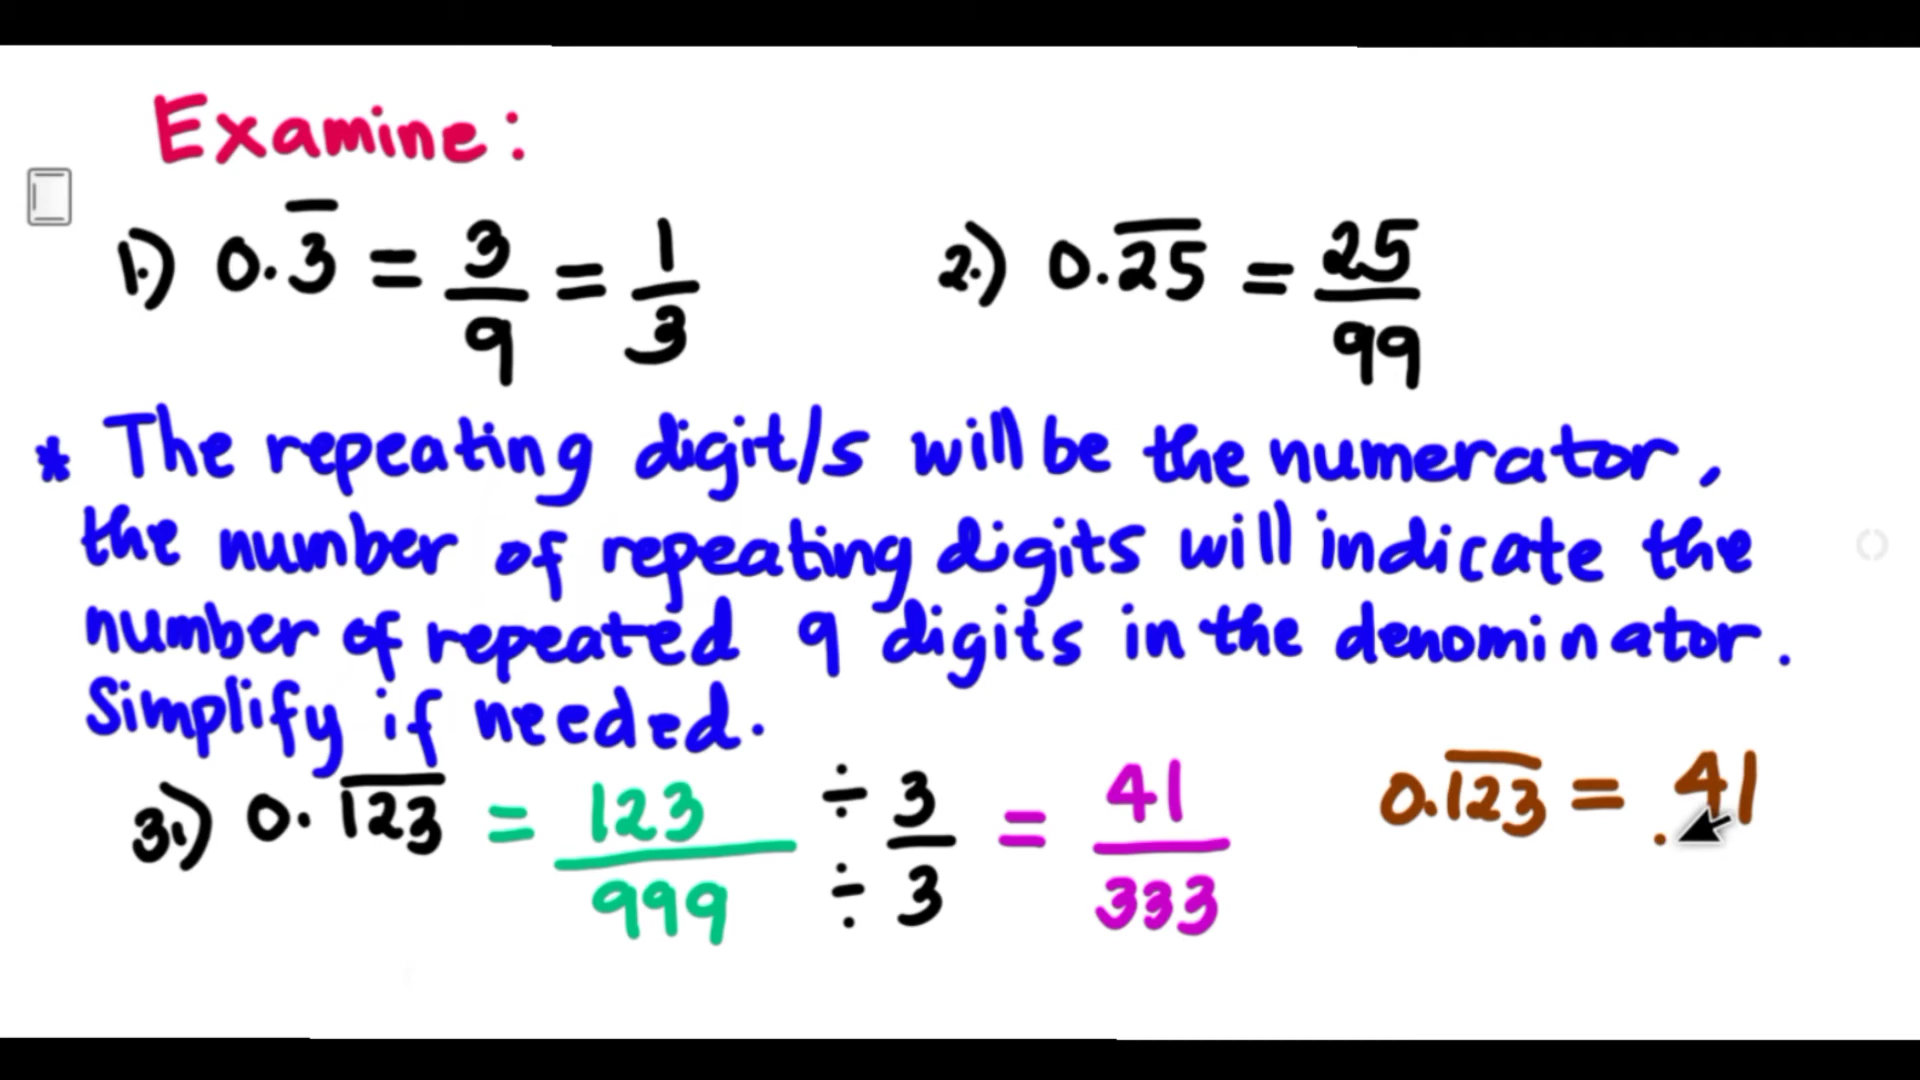 Examine:
1.) 0.3̅ = 3/9 = 1/3
2.) 0.2̅5̅ = 25/99
* The repeating digit/s will be the numerator,
the number of repeating digits will indicate the
number of repeated 9 digits in the denominator.
Simplify if needed.
3.) 0.1̅2̅3̅ = 123/999 ÷ 3/÷ 3 = 41/333
0.1̅2̅3̅ = 41